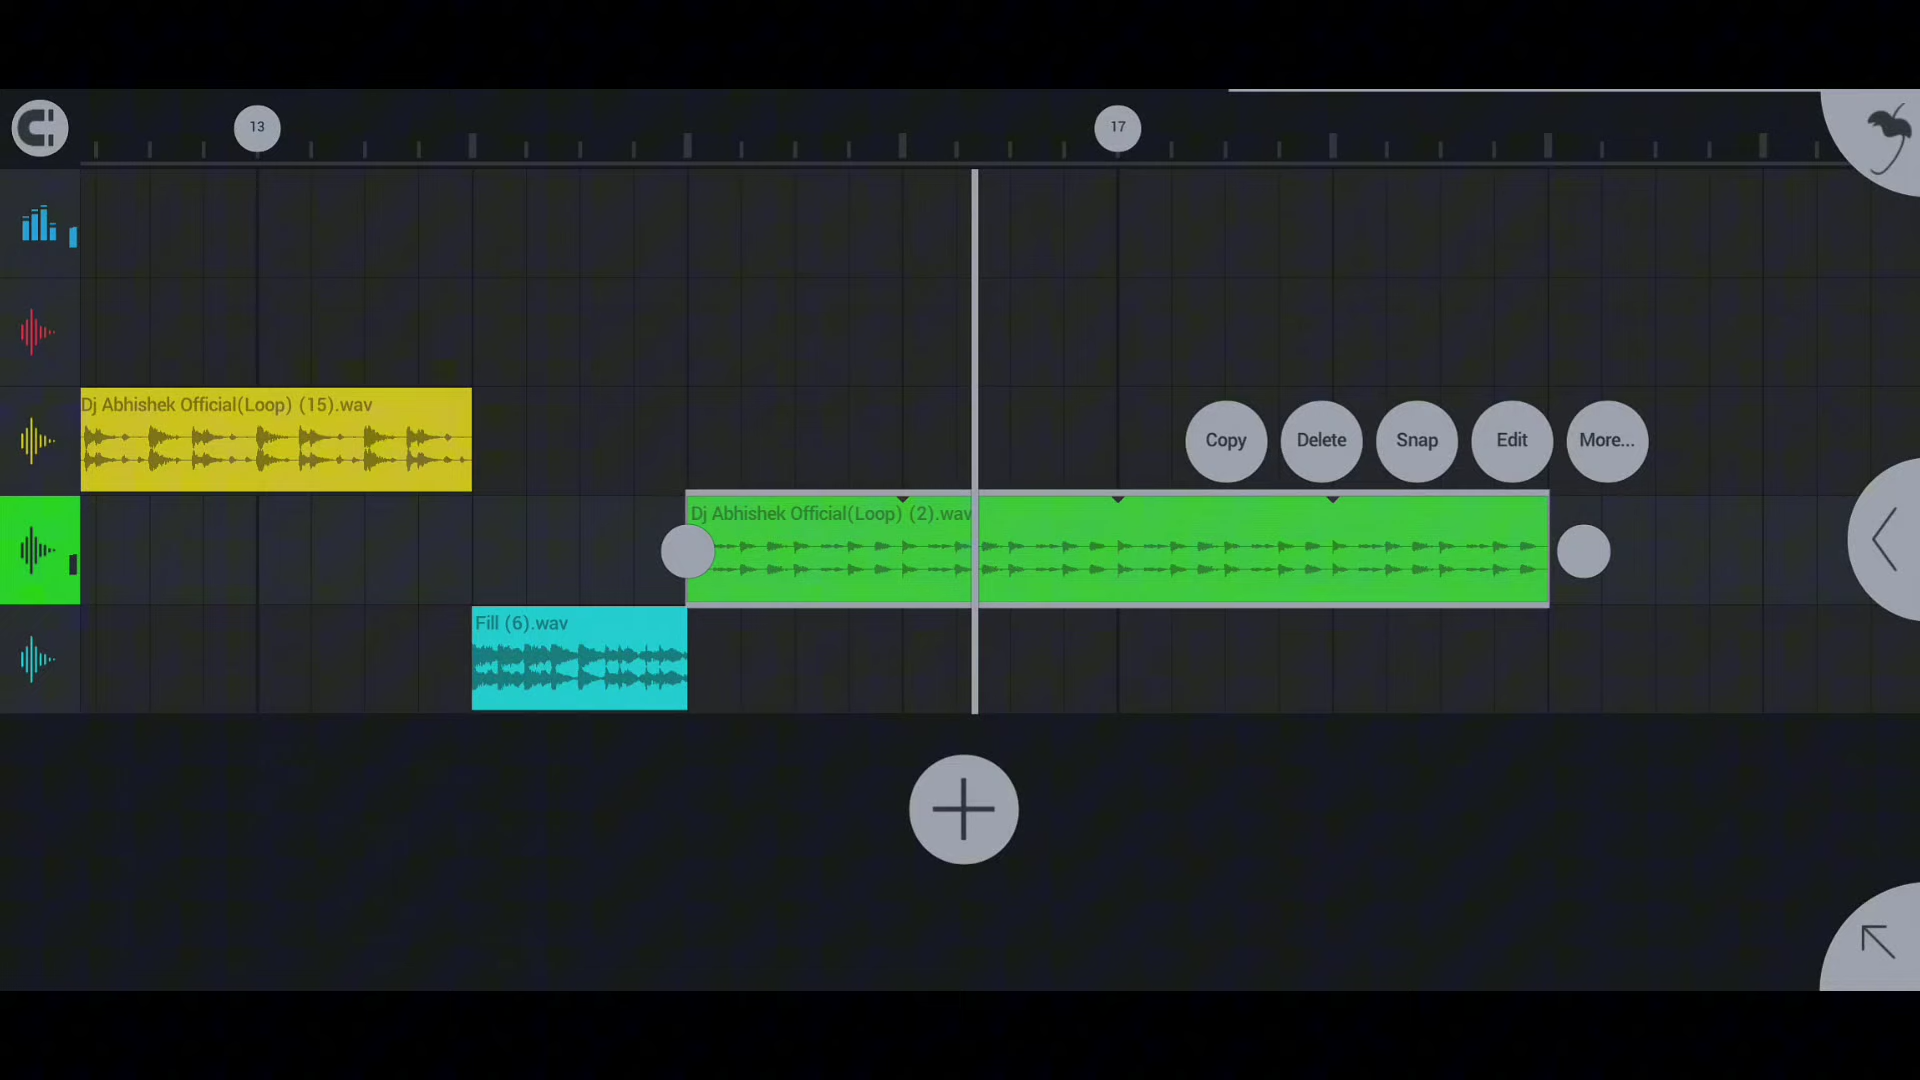 13
17
Dj Abhishek Official(Loop) (15).wav
Copy
Delete
Snap
Edit
More...
Dj Abhishek Official(Loop) (2).wav
Fill (6).wav